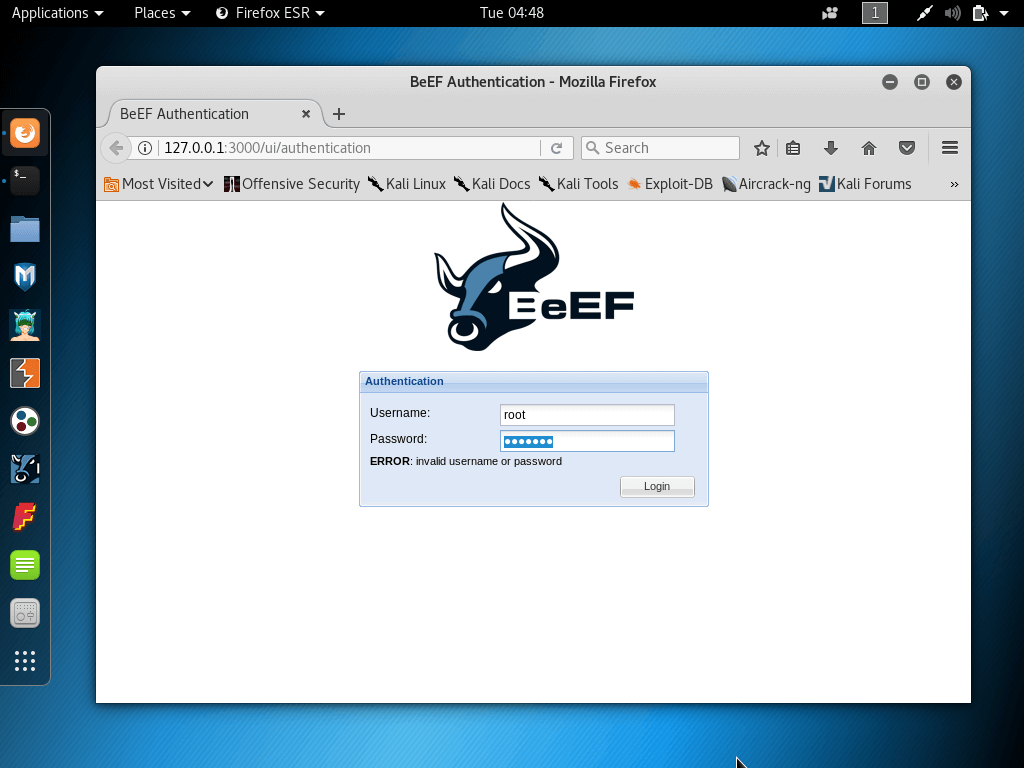 Applications Places Firefox ESR Tue 04:48 1
BeEF Authentication - Mozilla Firefox
BeEF Authentication
127.0.0.1:3000/ui/authentication Search
Most Visited Offensive Security Kali Linux Kali Docs Kali Tools Exploit-DB Aircrack-ng Kali Forums »
BeEF
Authentication
Username: root
Password: •••••••
ERROR: invalid username or password
Login